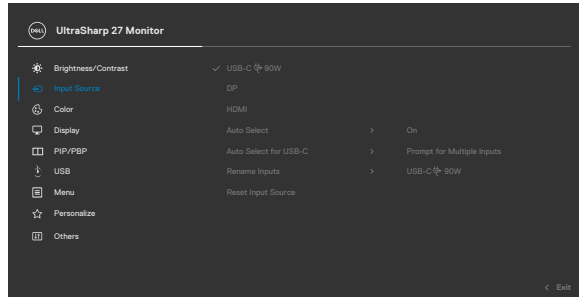 DELL UltraSharp 27 Monitor
Brightness/Contrast ✓ USB-C 90W
Input Source DP
Color HDMI
Display Auto Select > On
PIP/PBP Auto Select for USB-C > Prompt for Multiple Inputs
USB Rename Inputs > USB-C 90W
Menu Reset Input Source
Personalize
Others
< Exit